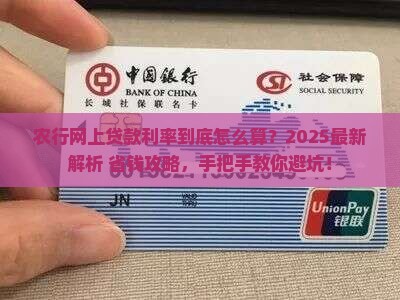 中国银行
BANK OF CHINA
长城 社保联名卡
社会保障
SOCIAL SECURITY
农行网上贷款利率到底怎么算？2025最新
解析 省钱攻略，手把手教你避坑！
JN
UnionPay
银联